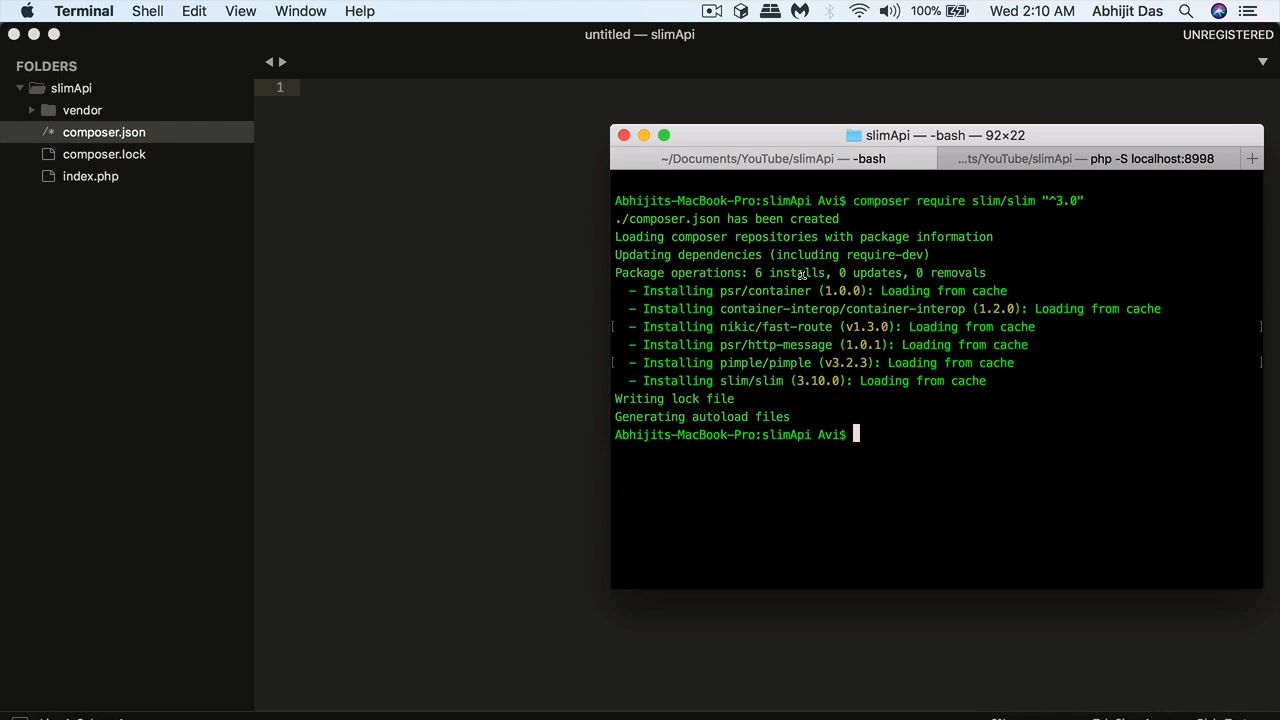 Terminal Shell Edit View Window Help 100% Wed 2:10 AM Abhijit Das
untitled — slimApi UNREGISTERED
FOLDERS
slimApi
vendor
/* composer.json
composer.lock
index.php
1
slimApi — -bash — 92×22
~/Documents/YouTube/slimApi — -bash
...ts/YouTube/slimApi — php -S localhost:8998 +
Abhijits-MacBook-Pro:slimApi Avi$ composer require slim/slim "^3.0"
./composer.json has been created
Loading composer repositories with package information
Updating dependencies (including require-dev)
Package operations: 6 installs, 0 updates, 0 removals
- Installing psr/container (1.0.0): Loading from cache
- Installing container-interop/container-interop (1.2.0): Loading from cache
[ - Installing nikic/fast-route (v1.3.0): Loading from cache ]
- Installing psr/http-message (1.0.1): Loading from cache
[ - Installing pimple/pimple (v3.2.3): Loading from cache ]
- Installing slim/slim (3.10.0): Loading from cache
Writing lock file
Generating autoload files
Abhijits-MacBook-Pro:slimApi Avi$